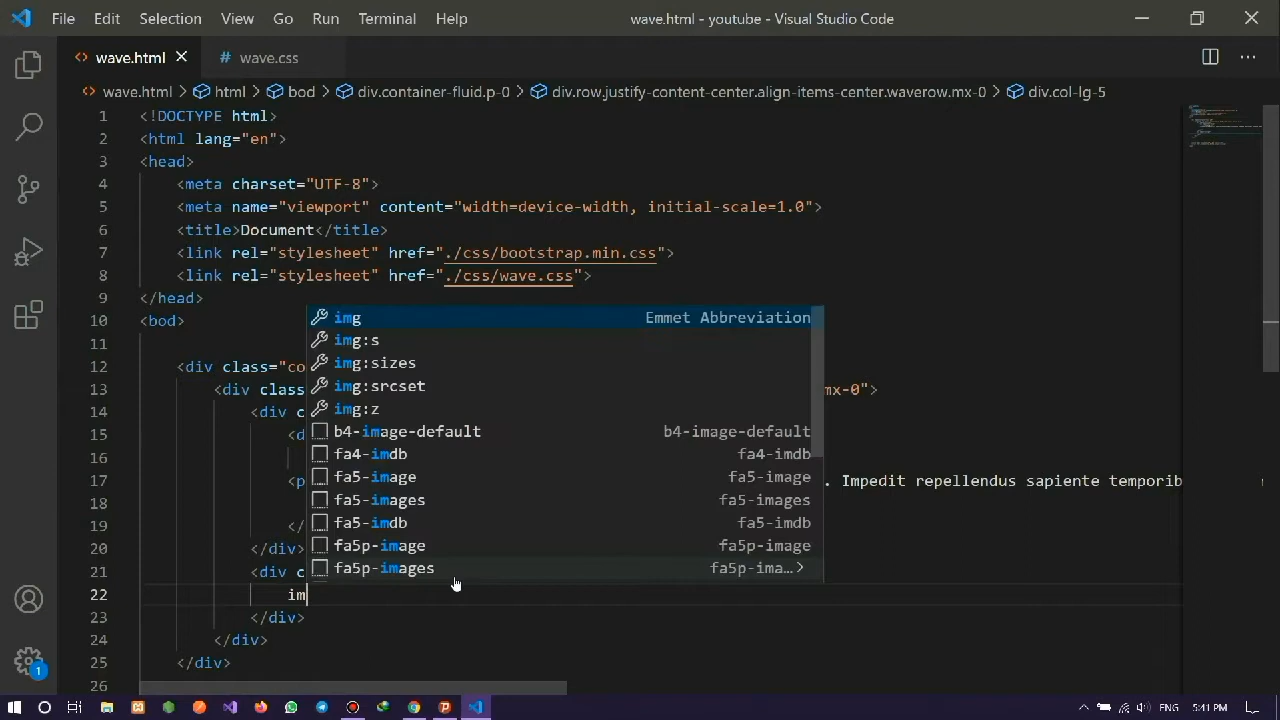 File Edit Selection View Go Run Terminal Help wave.html - youtube - Visual Studio Code
wave.html # wave.css
wave.html > html > bod > div.container-fluid.p-0 > div.row.justify-content-center.align-items-center.waverow.mx-0 > div.col-lg-5
1 <!DOCTYPE html>
2 <html lang="en">
3 <head>
4 <meta charset="UTF-8">
5 <meta name="viewport" content="width=device-width, initial-scale=1.0">
6 <title>Document</title>
7 <link rel="stylesheet" href="./css/bootstrap.min.css">
8 <link rel="stylesheet" href="./css/wave.css">
9 </head>
10 <bod>
11
12 <div class="co
13 <div class mx-0">
14 <div c
15 <d
16
17 <p . Impedit repellendus sapiente temporib
18
19 </
20 </div>
21 <div c
22 im
23 </div>
24 </div>
25 </div>
26
img Emmet Abbreviation
img:s
img:sizes
img:srcset
img:z
b4-image-default b4-image-default
fa4-imdb fa4-imdb
fa5-image fa5-image
fa5-images fa5-images
fa5-imdb fa5-imdb
fa5p-image fa5p-image
fa5p-images fa5p-ima…>
1
ENG 5:41 PM